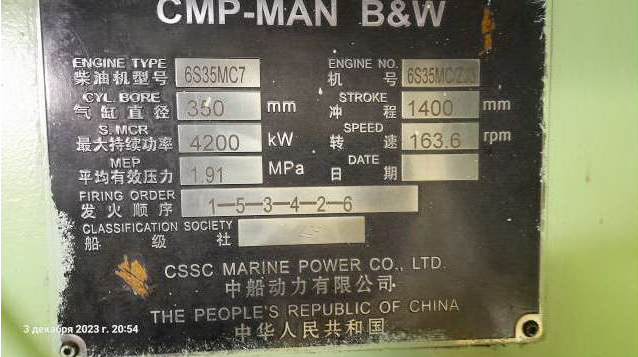 CMP-MAN B&W
ENGINE TYPE 6S35MC7 ENGINE NO.
柴油机型号 机 号
CYL. BORE 350 mm STROKE 1400 mm
气缸直径 冲 程
S.MCR 4200 kW SPEED 163.6 rpm
最大持续功率 转 速
MEP 1.91 MPa DATE
平均有效压力 日 期
FIRING ORDER 1-5-3-4-2-6
发火顺序
CLASSIFICATION SOCIETY
船 级 社
CSSC MARINE POWER CO., LTD.
中船动力有限公司
THE PEOPLE'S REPUBLIC OF CHINA
中华人民共和国
3 декабря 2023 г. 20:54